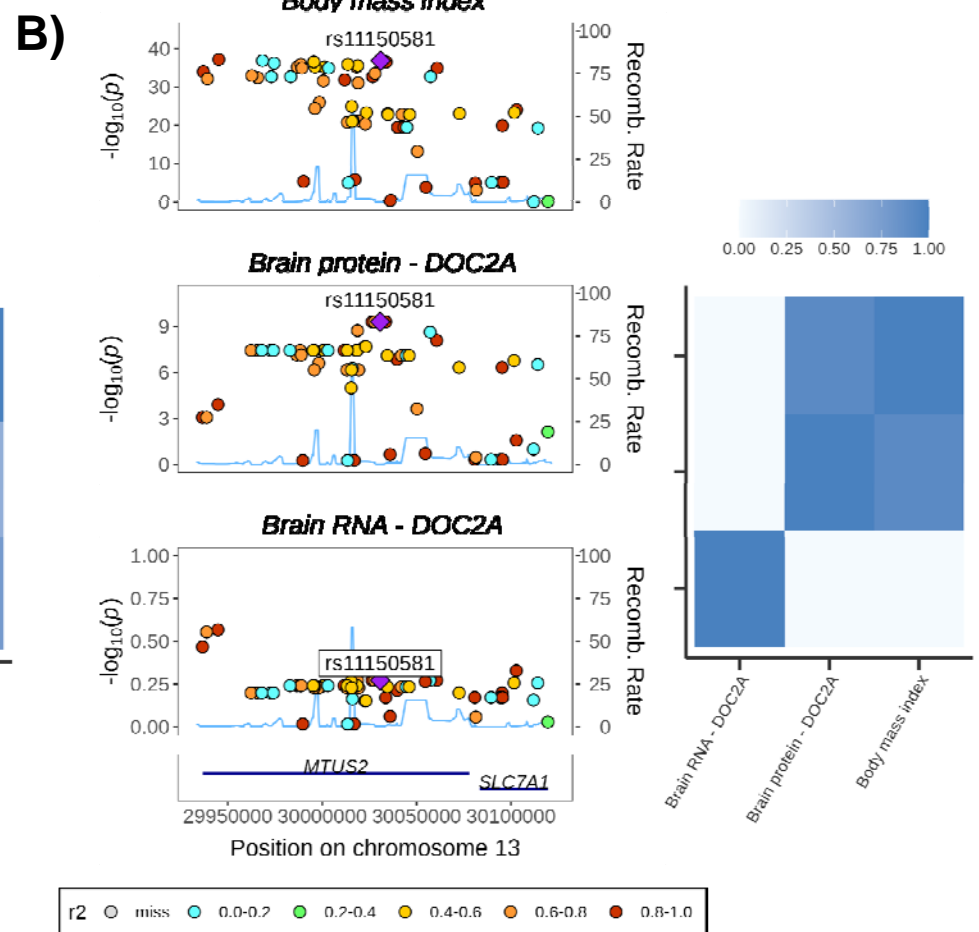 B)
Body mass index
rs11150581
-log10(p)
40
30
20
10
0
100
75
50
25
0
Recomb. Rate
Brain protein - DOC2A
rs11150581
-log10(p)
9
6
3
0
100
75
50
25
0
Recomb. Rate
Brain RNA - DOC2A
rs11150581
-log10(p)
1.00
0.75
0.50
0.25
0.00
100
75
50
25
0
Recomb. Rate
MTUS2
SLC7A1
29950000 30000000 30050000 30100000
Position on chromosome 13
0.00 0.25 0.50 0.75 1.00
Brain RNA - DOC2A
Brain protein - DOC2A
Body mass index
r2 miss 0.0-0.2 0.2-0.4 0.4-0.6 0.6-0.8 0.8-1.0